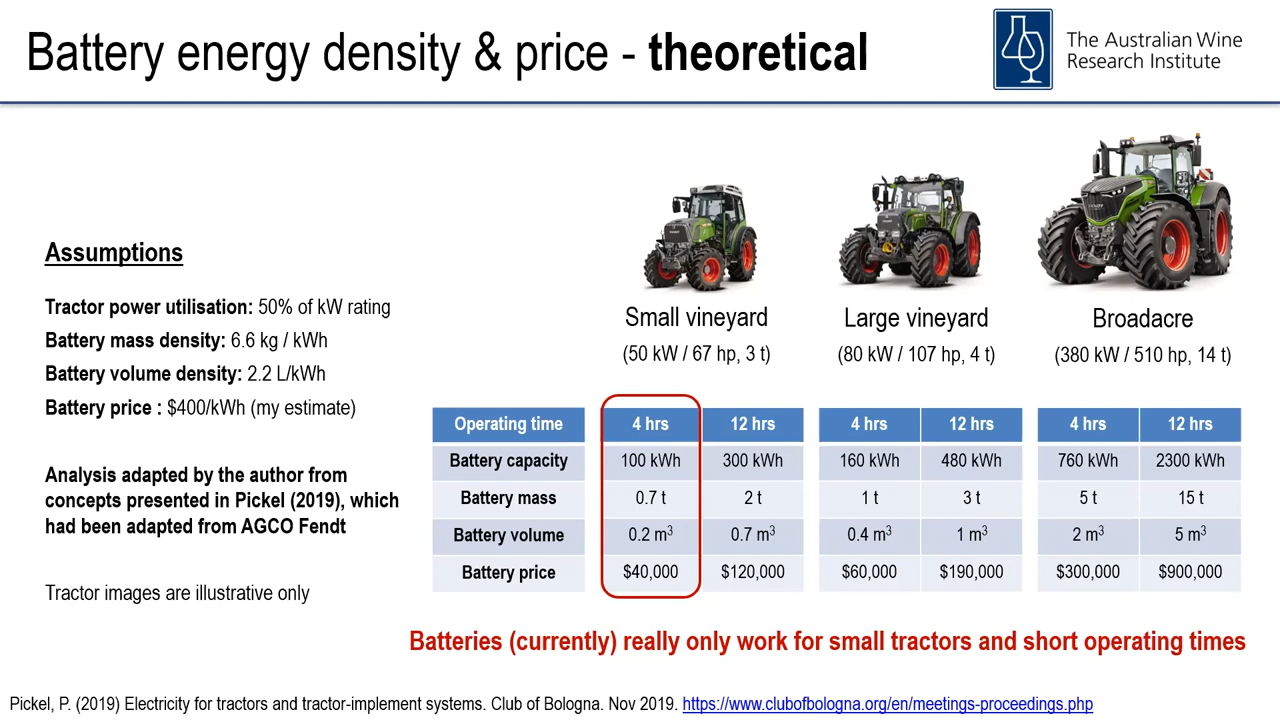 Battery energy density & price - theoretical
The Australian Wine
Research Institute
Assumptions
Tractor power utilisation: 50% of kW rating
Battery mass density: 6.6 kg / kWh
Battery volume density: 2.2 L/kWh
Battery price : $400/kWh (my estimate)
Analysis adapted by the author from
concepts presented in Pickel (2019), which
had been adapted from AGCO Fendt
Tractor images are illustrative only
Small vineyard
(50 kW / 67 hp, 3 t)
Large vineyard
(80 kW / 107 hp, 4 t)
Broadacre
(380 kW / 510 hp, 14 t)
Operating time 4 hrs 12 hrs 4 hrs 12 hrs 4 hrs 12 hrs
Battery capacity 100 kWh 300 kWh 160 kWh 480 kWh 760 kWh 2300 kWh
Battery mass 0.7 t 2 t 1 t 3 t 5 t 15 t
Battery volume 0.2 m³ 0.7 m³ 0.4 m³ 1 m³ 2 m³ 5 m³
Battery price $40,000 $120,000 $60,000 $190,000 $300,000 $900,000
Batteries (currently) really only work for small tractors and short operating times
Pickel, P. (2019) Electricity for tractors and tractor-implement systems. Club of Bologna. Nov 2019. https://www.clubofbologna.org/en/meetings-proceedings.php